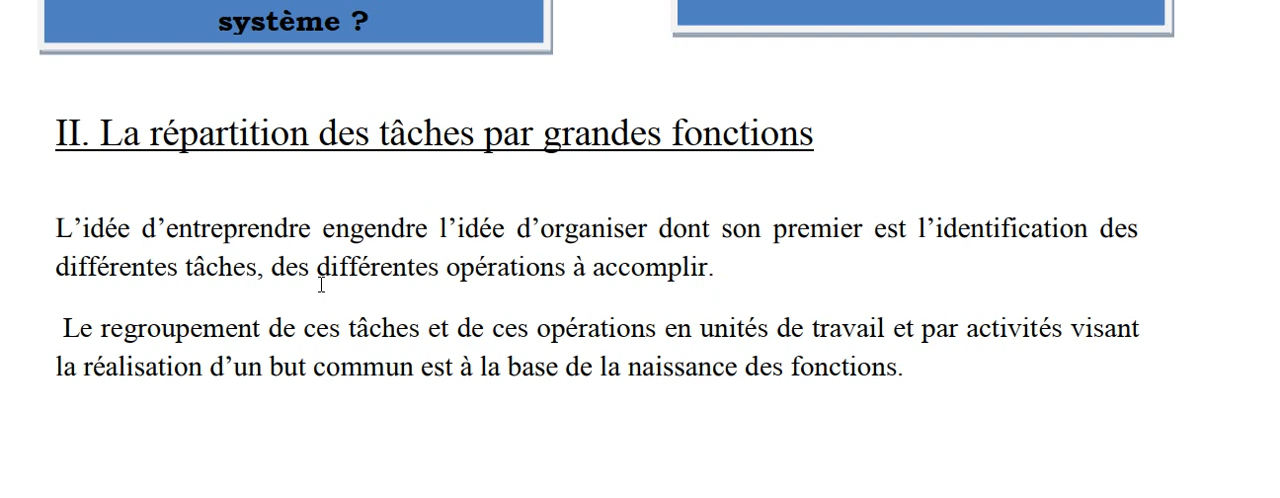 système ?
II. La répartition des tâches par grandes fonctions
L’idée d’entreprendre engendre l’idée d’organiser dont son premier est l’identification des
différentes tâches, des différentes opérations à accomplir.
Le regroupement de ces tâches et de ces opérations en unités de travail et par activités visant
la réalisation d’un but commun est à la base de la naissance des fonctions.